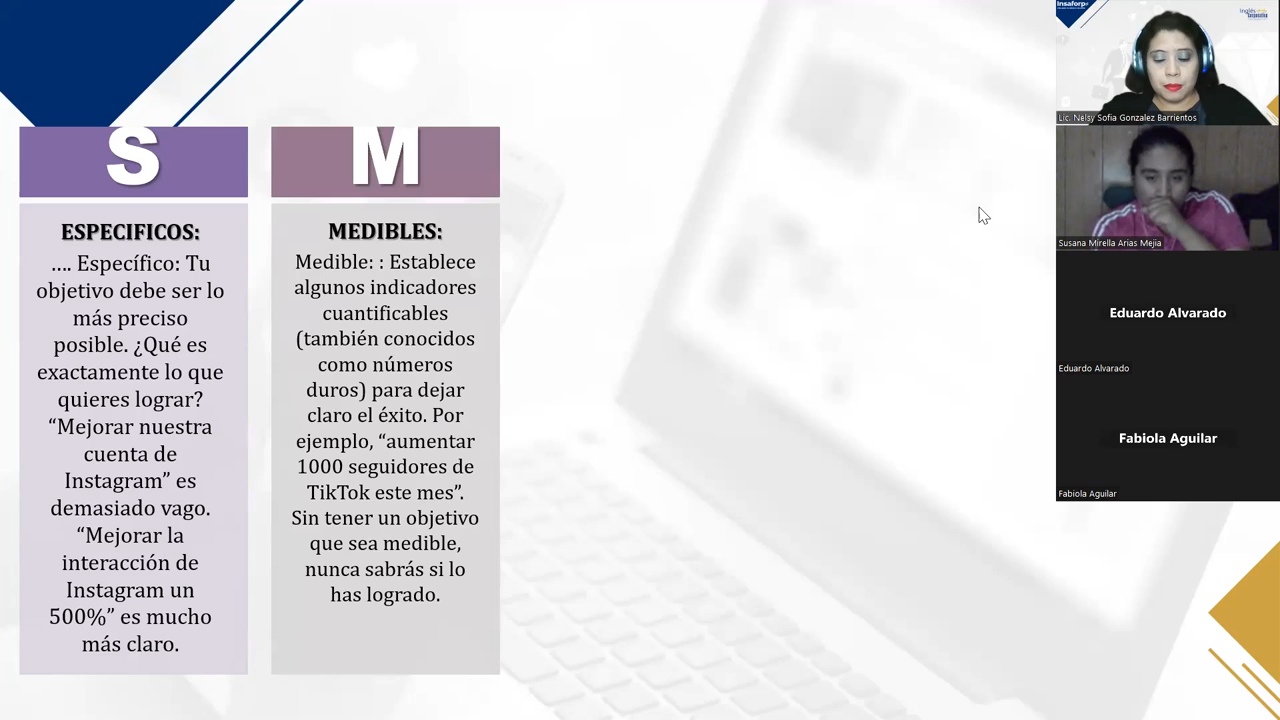 S
ESPECIFICOS:
…. Específico: Tu
objetivo debe ser lo
más preciso
posible. ¿Qué es
exactamente lo que
quieres lograr?
“Mejorar nuestra
cuenta de
Instagram” es
demasiado vago.
“Mejorar la
interacción de
Instagram un
500%” es mucho
más claro.
M
MEDIBLES:
Medible: : Establece
algunos indicadores
cuantificables
(también conocidos
como números
duros) para dejar
claro el éxito. Por
ejemplo, “aumentar
1000 seguidores de
TikTok este mes”.
Sin tener un objetivo
que sea medible,
nunca sabrás si lo
has logrado.
Insaforp
Lic. Nelsy Sofia Gonzalez Barrientos
Susana Mirella Arias Mejia
Eduardo Alvarado
Eduardo Alvarado
Fabiola Aguilar
Fabiola Aguilar